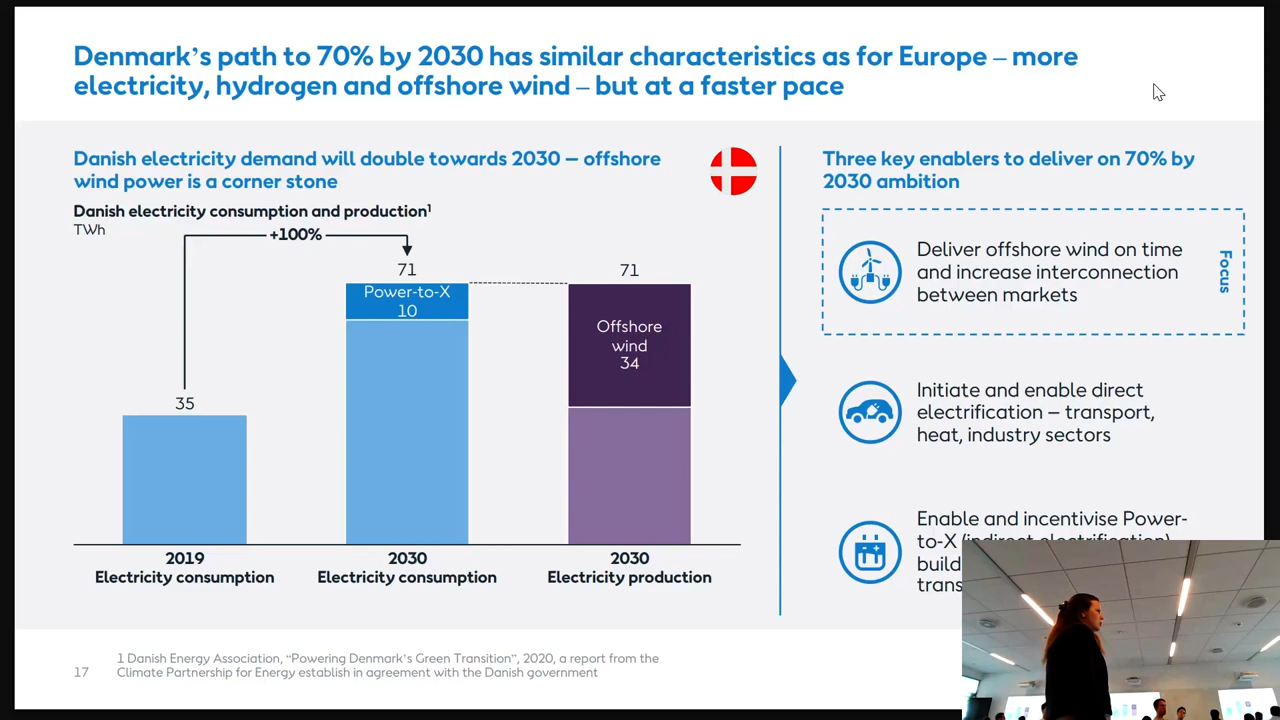 Denmark's path to 70% by 2030 has similar characteristics as for Europe – more
electricity, hydrogen and offshore wind – but at a faster pace
Danish electricity demand will double towards 2030 – offshore
wind power is a corner stone
Danish electricity consumption and production¹
TWh
+100%
35
71
Power-to-X
10
71
Offshore
wind
34
2019
Electricity consumption
2030
Electricity consumption
2030
Electricity production
Three key enablers to deliver on 70% by
2030 ambition
Deliver offshore wind on time
and increase interconnection
between markets
Focus
Initiate and enable direct
electrification – transport,
heat, industry sectors
Enable and incentivise Power-
to-X (indirect electrification)
build
trans
17
1 Danish Energy Association, “Powering Denmark's Green Transition”, 2020, a report from the
Climate Partnership for Energy establish in agreement with the Danish government